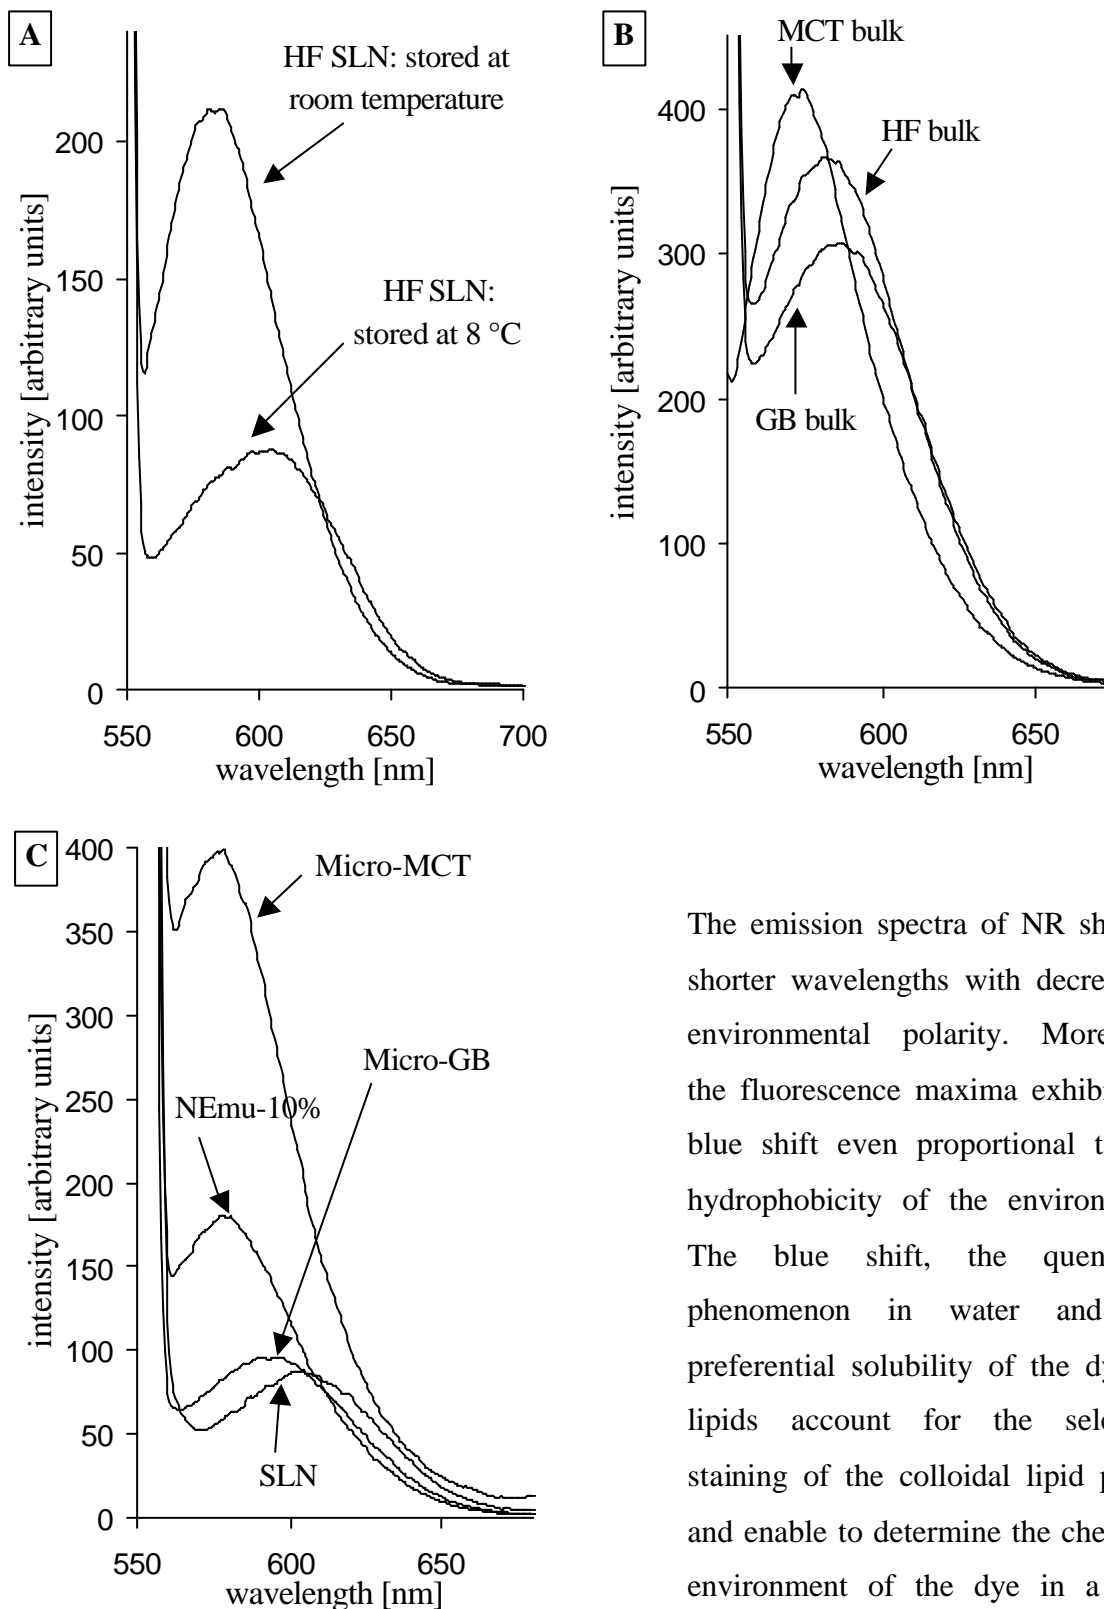 A
HF SLN: stored at
room temperature
HF SLN:
stored at 8 °C
intensity [arbitrary units]
200
150
100
50
0
550 600 650 700
wavelength [nm]
B
MCT bulk
HF bulk
GB bulk
intensity [arbitrary units]
400
300
200
100
0
550 600 650
wavelength [nm]
C
Micro-MCT
Micro-GB
NEmu-10%
SLN
intensity [arbitrary units]
400
350
300
250
200
150
100
50
0
550 600 650
wavelength [nm]
The emission spectra of NR sh
shorter wavelengths with decre
environmental polarity. More
the fluorescence maxima exhibi
blue shift even proportional t
hydrophobicity of the environ
The blue shift, the quen
phenomenon in water and
preferential solubility of the dy
lipids account for the sele
staining of the colloidal lipid p
and enable to determine the che
environment of the dye in a